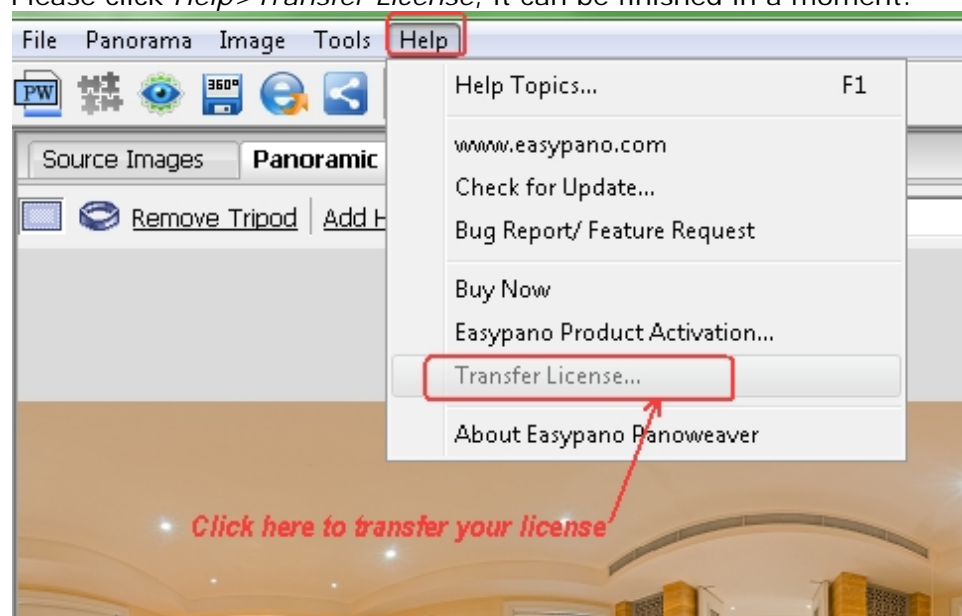 Please click Help>Transfer License, it can be finished in a moment.
File Panorama Image Tools Help
PW 360°
Help Topics... F1
www.easypano.com
Source Images Panoramic
Check for Update...
Remove Tripod Add H
Bug Report/ Feature Request
Buy Now
Easypano Product Activation...
Transfer License...
About Easypano Panoweaver
Click here to transfer your license